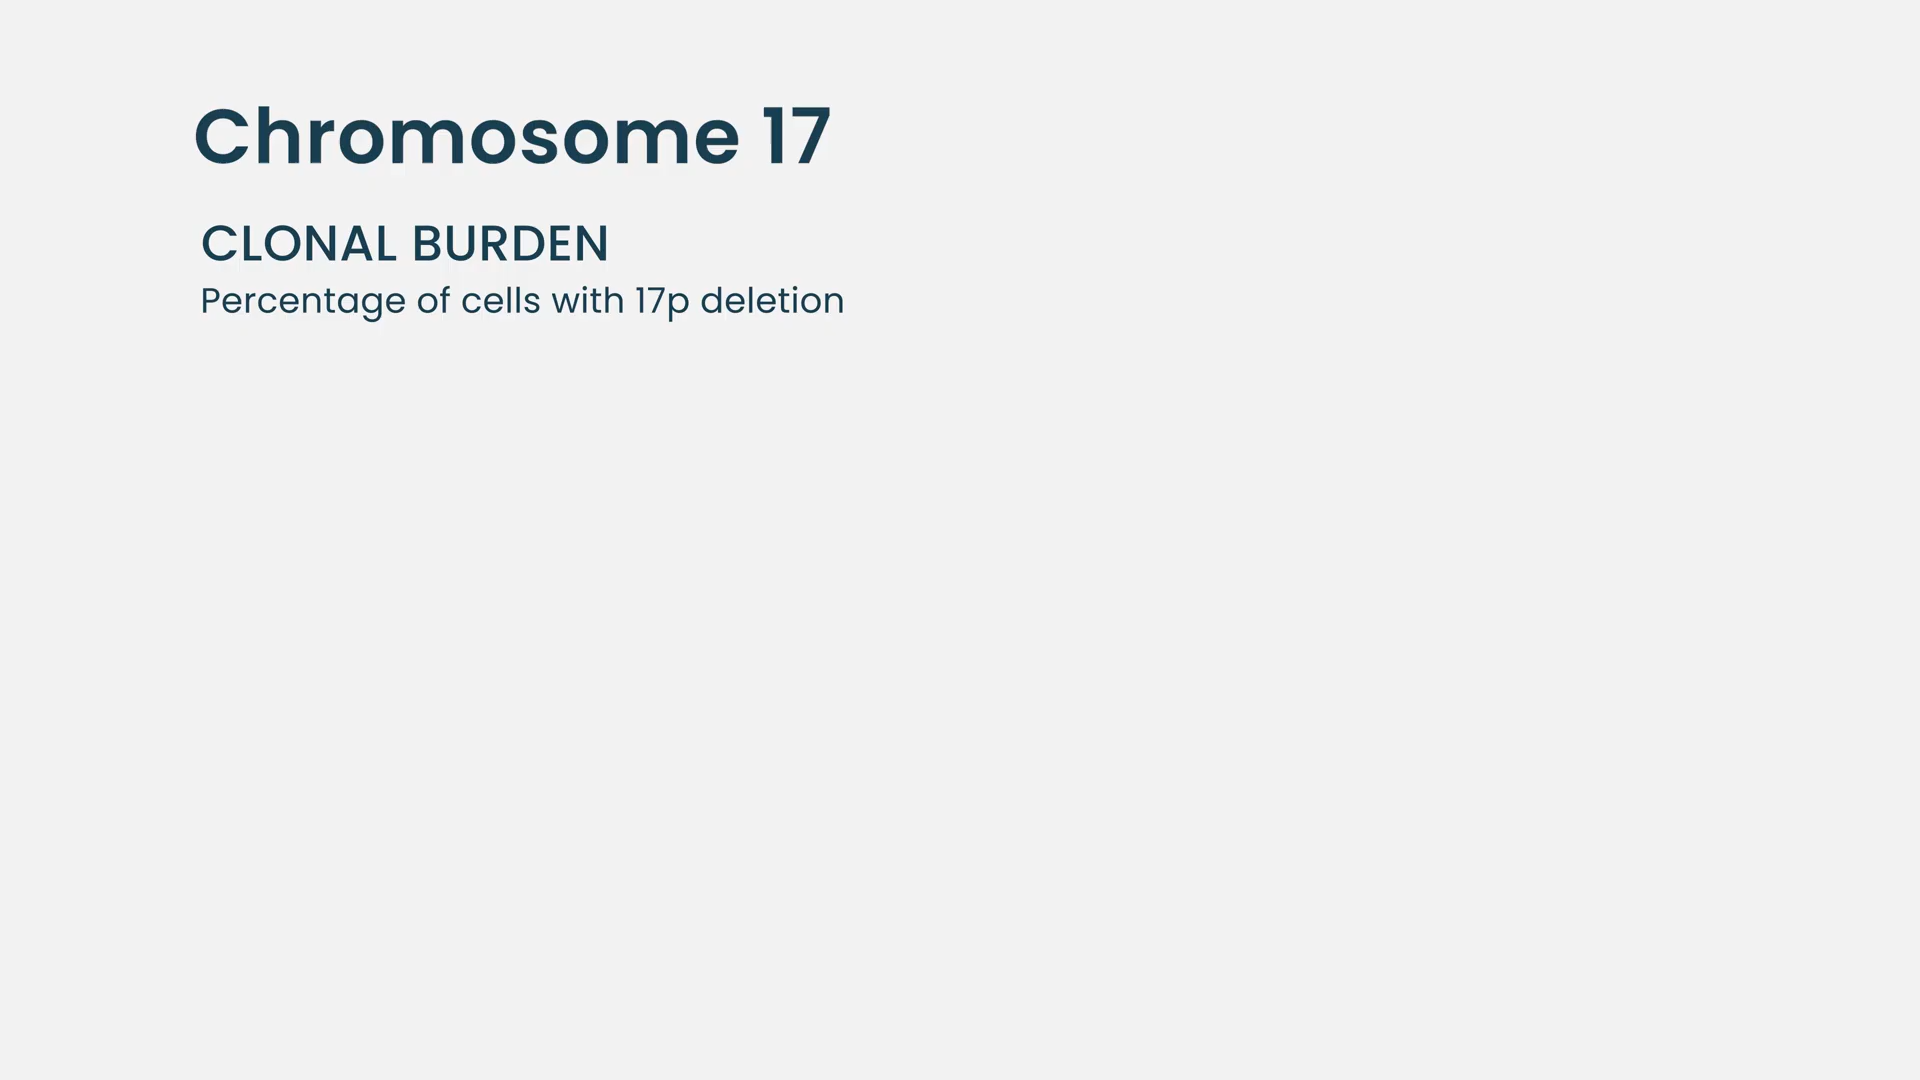 Chromosome 17
CLONAL BURDEN
Percentage of cells with 17p deletion